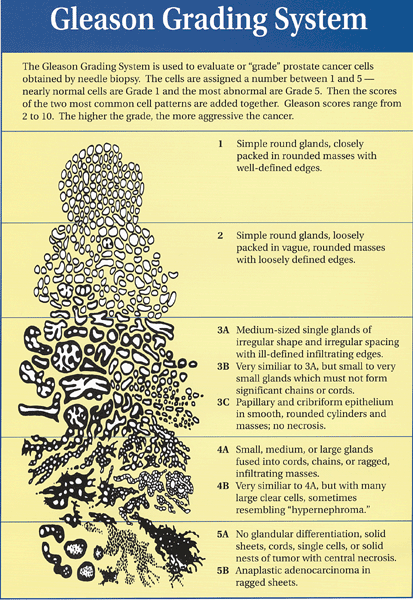 Gleason Grading System
The Gleason Grading System is used to evaluate or “grade” prostate cancer cells
obtained by needle biopsy. The cells are assigned a number between 1 and 5 —
nearly normal cells are Grade 1 and the most abnormal are Grade 5. Then the scores
of the two most common cell patterns are added together. Gleason scores range from
2 to 10. The higher the grade, the more aggressive the cancer.
1 Simple round glands, closely
packed in rounded masses with
well-defined edges.
2 Simple round glands, loosely
packed in vague, rounded masses
with loosely defined edges.
3A Medium-sized single glands of
irregular shape and irregular spacing
with ill-defined infiltrating edges.
3B Very similiar to 3A, but small to very
small glands which must not form
significant chains or cords.
3C Papillary and cribriform epithelium
in smooth, rounded cylinders and
masses; no necrosis.
4A Small, medium, or large glands
fused into cords, chains, or ragged,
infiltrating masses.
4B Very similiar to 4A, but with many
large clear cells, sometimes
resembling “hypernephroma.”
5A No glandular differentiation, solid
sheets, cords, single cells, or solid
nests of tumor with central necrosis.
5B Anaplastic adenocarcinoma in
ragged sheets.